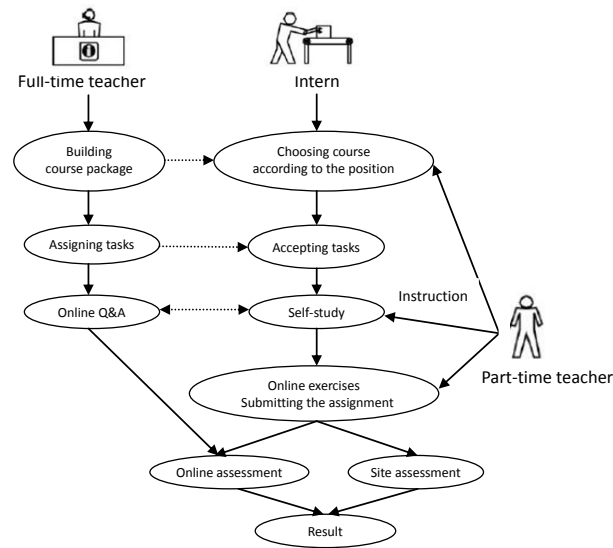 Full-time teacher
Intern
Building
course package
Choosing course
according to the position
Assigning tasks
Accepting tasks
Online Q&A
Self-study
Instruction
Part-time teacher
Online exercises
Submitting the assignment
Online assessment
Site assessment
Result